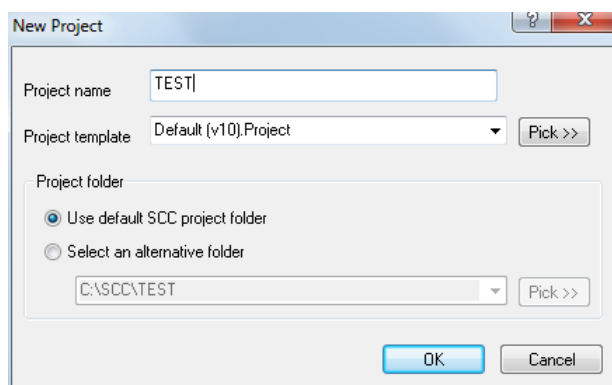 New Project
Project name TEST
Project template Default (v10).Project Pick >>
Project folder
Use default SCC project folder
Select an alternative folder
C:\SCC\TEST Pick >>
OK Cancel